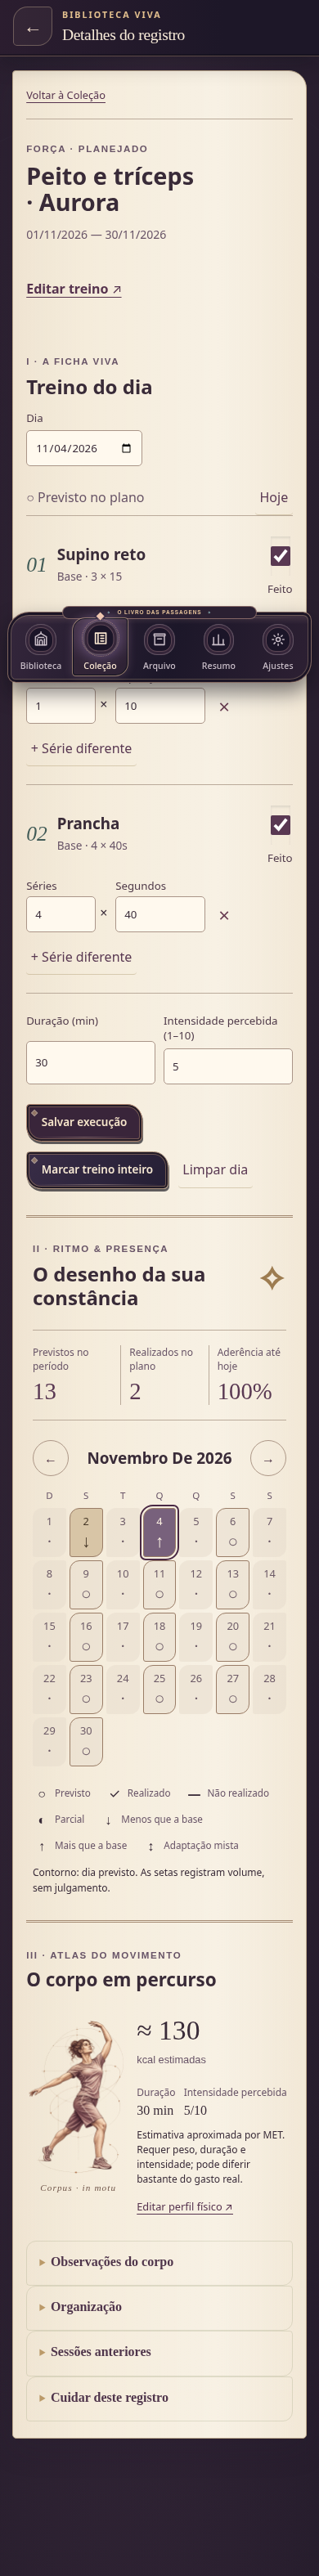 ←
BIBLIOTECA VIVA
Detalhes do registro
Voltar à Coleção
FORÇA · PLANEJADO
Peito e tríceps
· Aurora
01/11/2026 — 30/11/2026
Editar treino ↗
I · A FICHA VIVA
Treino do dia
Dia
11/04/2026
○ Previsto no plano Hoje
01 Supino reto
Base · 3 × 15
Feito
O LIVRO DAS PASSAGENS
Biblioteca Coleção Arquivo Resumo Ajustes
1 × 10 ×
+ Série diferente
02 Prancha
Base · 4 × 40s
Feito
Séries Segundos
4 × 40 ×
+ Série diferente
Duração (min) Intensidade percebida
(1–10)
30 5
Salvar execução
Marcar treino inteiro Limpar dia
II · RITMO & PRESENÇA
O desenho da sua
constância
Previstos no
período
13
Realizados no
plano
2
Aderência até
hoje
100%
← Novembro De 2026 →
D S T Q Q S S
1 2 3 4 5 6 7
· ↓ · ↑ · ○ ·
8 9 10 11 12 13 14
· ○ · ○ · ○ ·
15 16 17 18 19 20 21
· ○ · ○ · ○ ·
22 23 24 25 26 27 28
· ○ · ○ · ○ ·
29 30
· ○
○ Previsto ✓ Realizado — Não realizado
◖ Parcial ↓ Menos que a base
↑ Mais que a base ↕ Adaptação mista
Contorno: dia previsto. As setas registram volume,
sem julgamento.
III · ATLAS DO MOVIMENTO
O corpo em percurso
≈ 130
kcal estimadas
Duração Intensidade percebida
30 min 5/10
Estimativa aproximada por MET.
Requer peso, duração e
intensidade; pode diferir
bastante do gasto real.
Editar perfil físico ↗
Corpus · in motu
▸ Observações do corpo
▸ Organização
▸ Sessões anteriores
▸ Cuidar deste registro